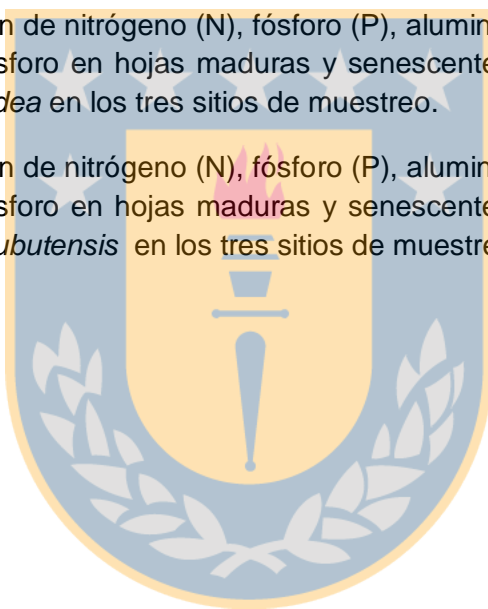 n de nitrógeno (N), fósforo (P), alumin
sforo en hojas maduras y senescente
dea en los tres sitios de muestreo.
n de nitrógeno (N), fósforo (P), alumin
sforo en hojas maduras y senescente
ubutensis en los tres sitios de muestre